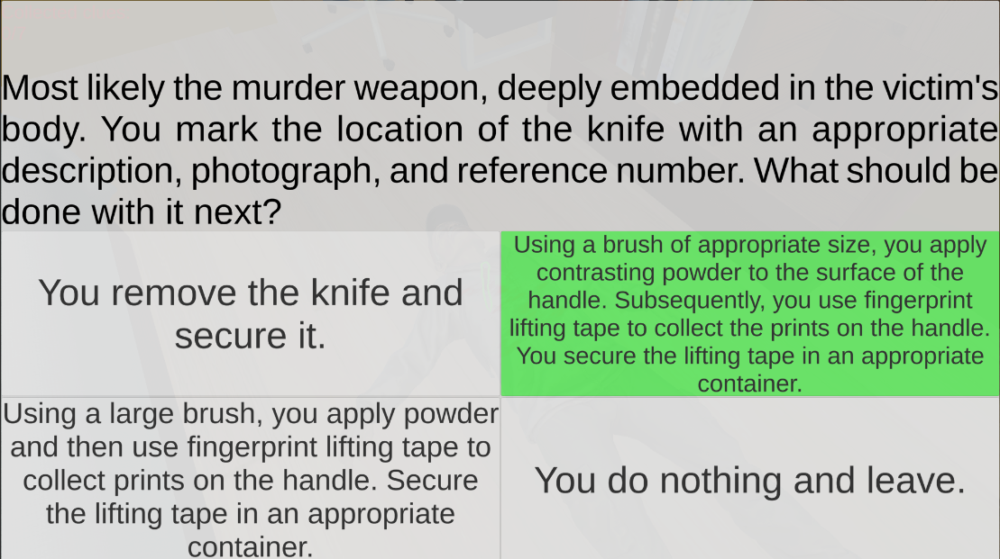 Most likely the murder weapon, deeply embedded in the victim's
body. You mark the location of the knife with an appropriate
description, photograph, and reference number. What should be
done with it next?
You remove the knife and
secure it.
Using a brush of appropriate size, you apply
contrasting powder to the surface of the
handle. Subsequently, you use fingerprint
lifting tape to collect the prints on the handle.
You secure the lifting tape in an appropriate
container.
Using a large brush, you apply powder
and then use fingerprint lifting tape to
collect prints on the handle. Secure
the lifting tape in an appropriate
container.
You do nothing and leave.